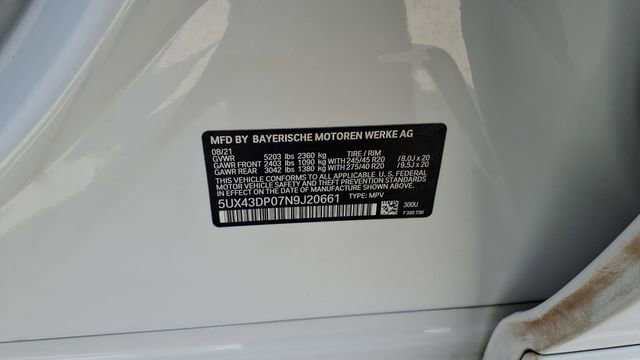 MFD BY BAYERISCHE MOTOREN WERKE AG
08/21
GVWR 5203 lbs 2360 kg TIRE / RIM
GAWR FRONT 2403 lbs 1090 kg WITH 245/45 R20 /8.0J x 20
GAWR REAR 3042 lbs 1380 kg WITH 275/40 R20 /9.5J x 20
THIS VEHICLE CONFORMS TO ALL APPLICABLE U. S. FEDERAL
MOTOR VEHICLE SAFETY AND THEFT PREVENTION STANDARDS
IN EFFECT ON THE DATE OF MANUFACTURE SHOWN ABOVE.
5UX43DP07N9J20661 TYPE: MPV
300U
7 320 730